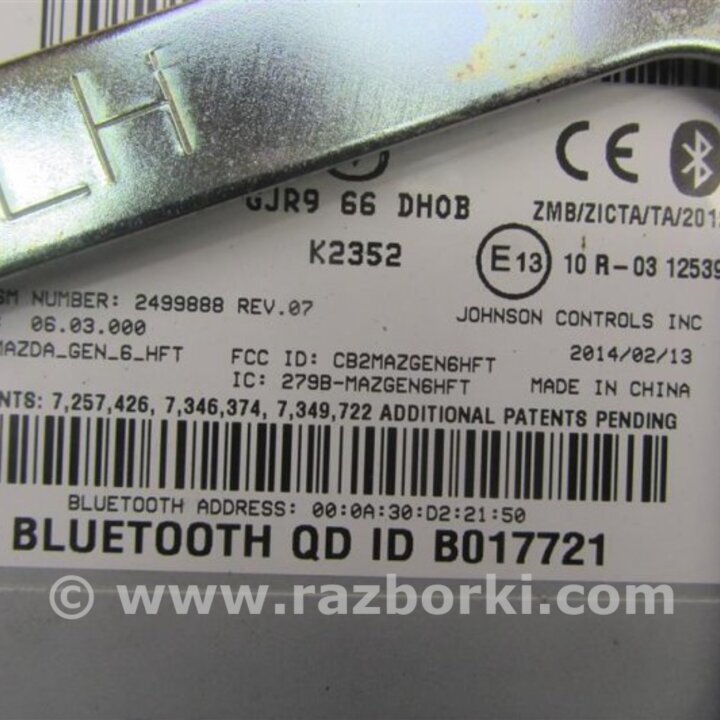 LH
GJR9 66 DH0B
ZMB/ZICTA/TA/201
K2352
E13 10 R-03 12539
SM NUMBER: 2499888 REV.07
06.03.000
JOHNSON CONTROLS INC
MAZDA_GEN_6_HFT
FCC ID: CB2MAZGEN6HFT
2014/02/13
IC: 279B-MAZGEN6HFT
MADE IN CHINA
NTS: 7,257,426, 7,346,374, 7,349,722 ADDITIONAL PATENTS PENDING
BLUETOOTH ADDRESS: 00:0A:30:D2:21:50
BLUETOOTH QD ID B017721
© www.razborki.com